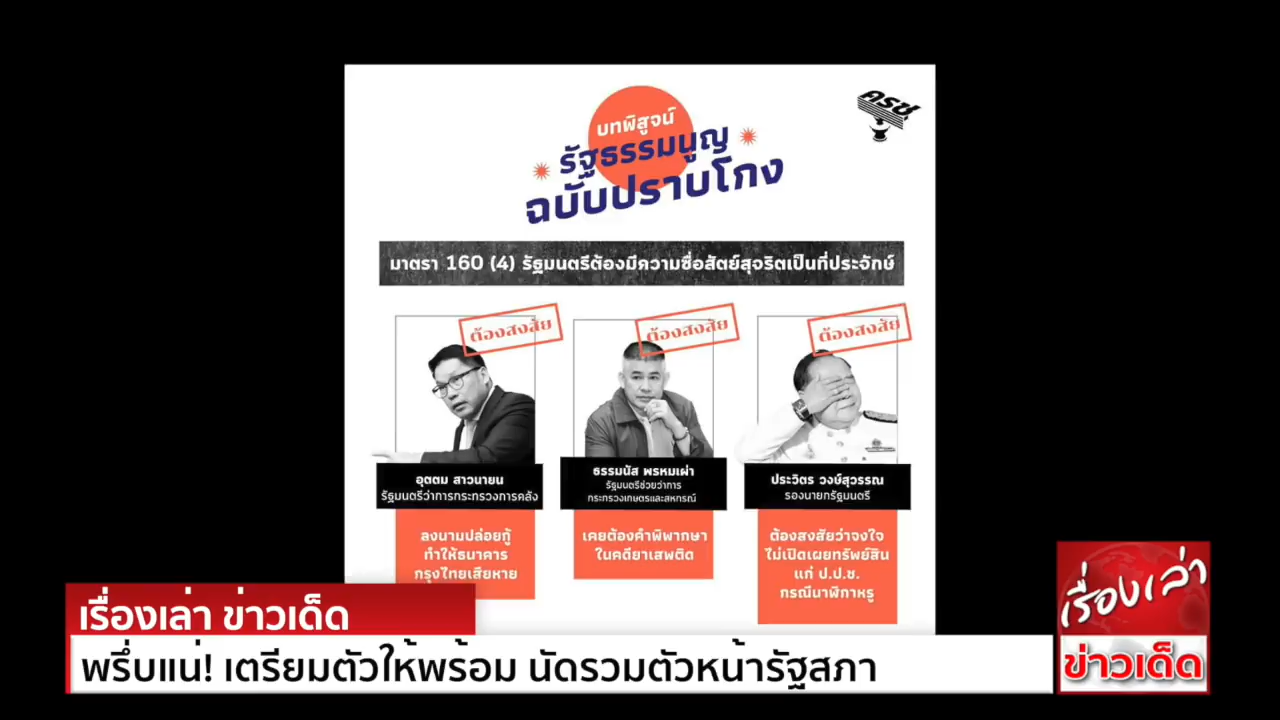 บทพิสูจน์
รัฐธรรมนูญ
ฉบับปราบโกง
ครช.
มาตรา 160 (4) รัฐมนตรีต้องมีความซื่อสัตย์สุจริตเป็นที่ประจักษ์
ต้องสงสัย
ต้องสงสัย
ต้องสงสัย
อุตตม สาวนายน
รัฐมนตรีว่าการกระทรวงการคลัง
ลงนามปล่อยกู้
ทำให้ธนาคาร
กรุงไทยเสียหาย
ธรรมนัส พรหมเผ่า
รัฐมนตรีช่วยว่าการ
กระทรวงเกษตรและสหกรณ์
เคยต้องคำพิพากษา
ในคดียาเสพติด
ประวิตร วงษ์สุวรรณ
รองนายกรัฐมนตรี
ต้องสงสัยว่าจงใจ
ไม่เปิดเผยทรัพย์สิน
แก่ ป.ป.ช.
กรณีนาฬิกาหรู
เรื่องเล่า ข่าวเด็ด
พรึ่บแน่! เตรียมตัวให้พร้อม นัดรวมตัวหน้ารัฐสภา
เรื่องเล่า
ข่าวเด็ด